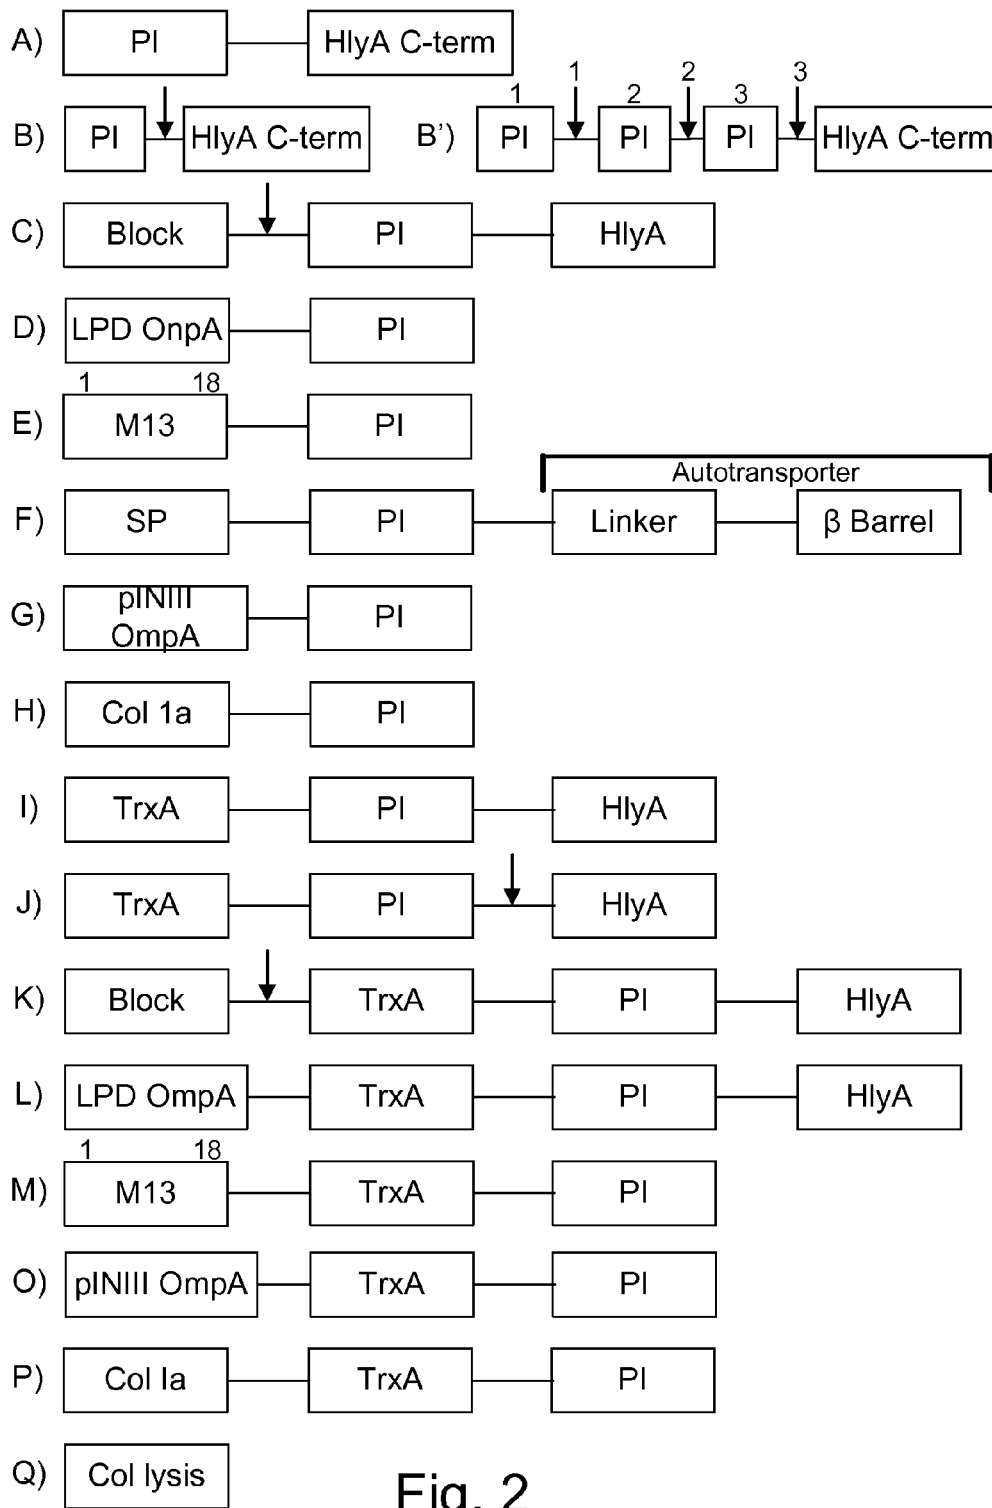 A) PI HlyA C-term
1 2 3
1 2 3
B) PI HlyA C-term B') PI PI PI HlyA C-term
C) Block PI HlyA
D) LPD OnpA PI
1 18
E) M13 PI
Autotransporter
F) SP PI Linker β Barrel
pINIII
G) OmpA PI
H) Col 1a PI
I) TrxA PI HlyA
J) TrxA PI HlyA
K) Block TrxA PI HlyA
L) LPD OmpA TrxA PI HlyA
1 18
M) M13 TrxA PI
O) pINIII OmpA TrxA PI
P) Col Ia TrxA PI
Q) Col lysis
Fig. 2